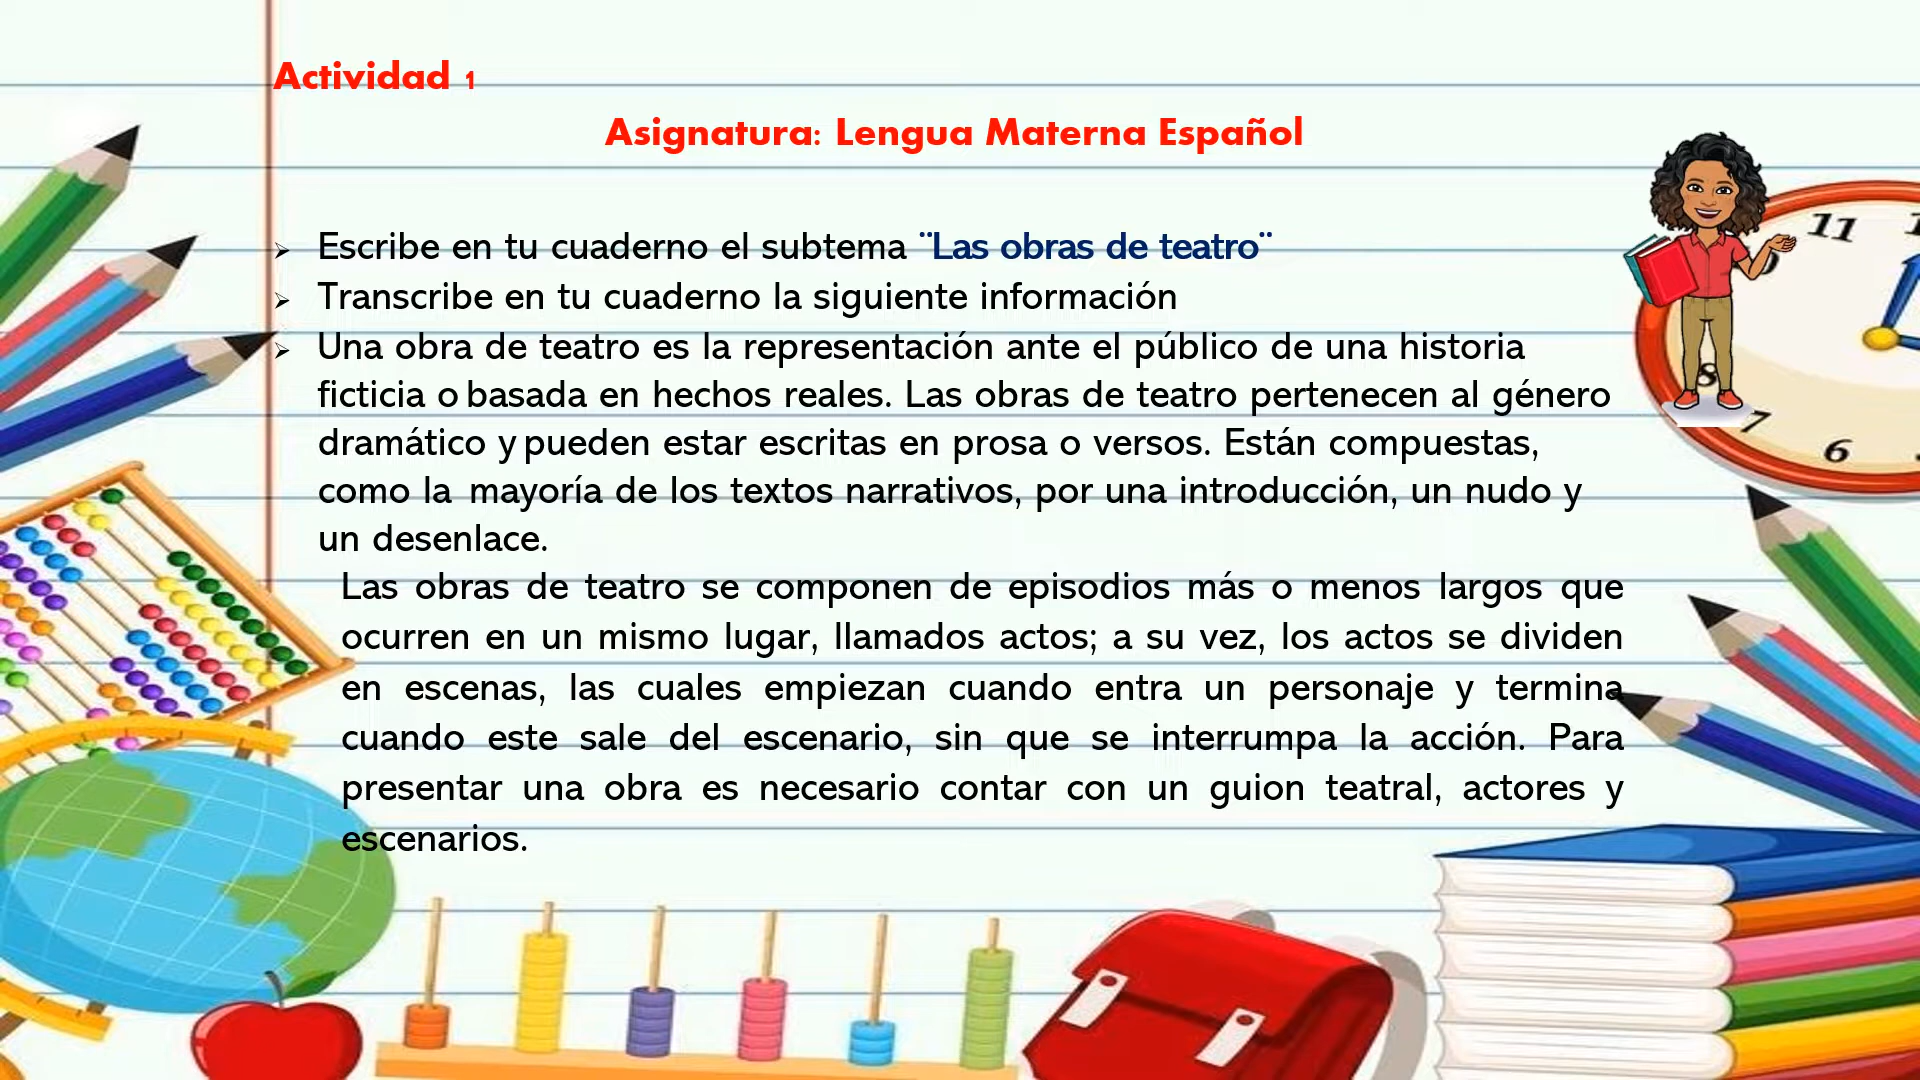 Actividad 1
Asignatura: Lengua Materna Español
Escribe en tu cuaderno el subtema ¨Las obras de teatro¨
Transcribe en tu cuaderno la siguiente información
Una obra de teatro es la representación ante el público de una historia
ficticia o basada en hechos reales. Las obras de teatro pertenecen al género
dramático y pueden estar escritas en prosa o versos. Están compuestas,
como la mayoría de los textos narrativos, por una introducción, un nudo y
un desenlace.
Las obras de teatro se componen de episodios más o menos largos que
ocurren en un mismo lugar, llamados actos; a su vez, los actos se dividen
en escenas, las cuales empiezan cuando entra un personaje y termina
cuando este sale del escenario, sin que se interrumpa la acción. Para
presentar una obra es necesario contar con un guion teatral, actores y
escenarios.
11
8
7
6